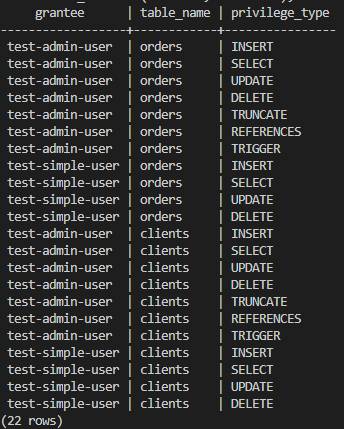 grantee | table_name | privilege_type
------------------+------------+----------------
test-admin-user | orders | INSERT
test-admin-user | orders | SELECT
test-admin-user | orders | UPDATE
test-admin-user | orders | DELETE
test-admin-user | orders | TRUNCATE
test-admin-user | orders | REFERENCES
test-admin-user | orders | TRIGGER
test-simple-user | orders | INSERT
test-simple-user | orders | SELECT
test-simple-user | orders | UPDATE
test-simple-user | orders | DELETE
test-admin-user | clients | INSERT
test-admin-user | clients | SELECT
test-admin-user | clients | UPDATE
test-admin-user | clients | DELETE
test-admin-user | clients | TRUNCATE
test-admin-user | clients | REFERENCES
test-admin-user | clients | TRIGGER
test-simple-user | clients | INSERT
test-simple-user | clients | SELECT
test-simple-user | clients | UPDATE
test-simple-user | clients | DELETE
(22 rows)